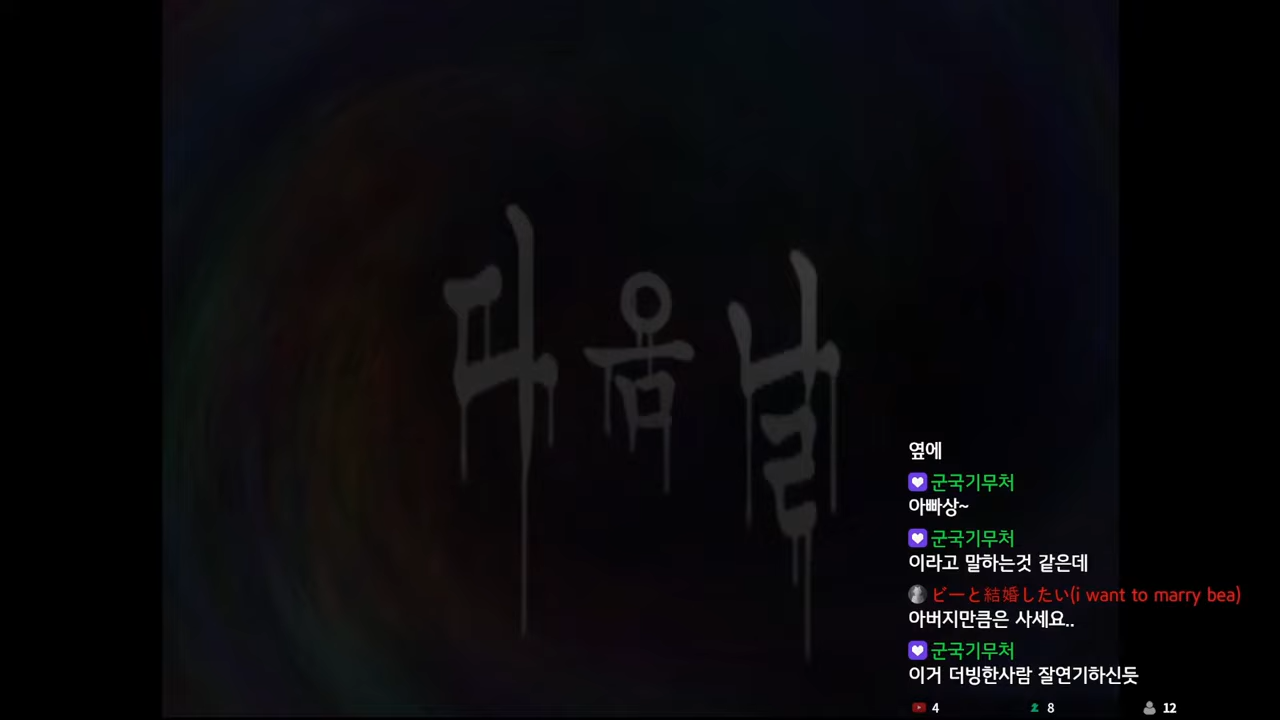 다음날
옆에
군국기무처
아빠상~
군국기무처
이라고 말하는것 같은데
ビーと結婚したい(i want to marry bea)
아버지만큼은 사세요..
군국기무처
이거 더빙한사람 잘연기하신듯
4 8 12